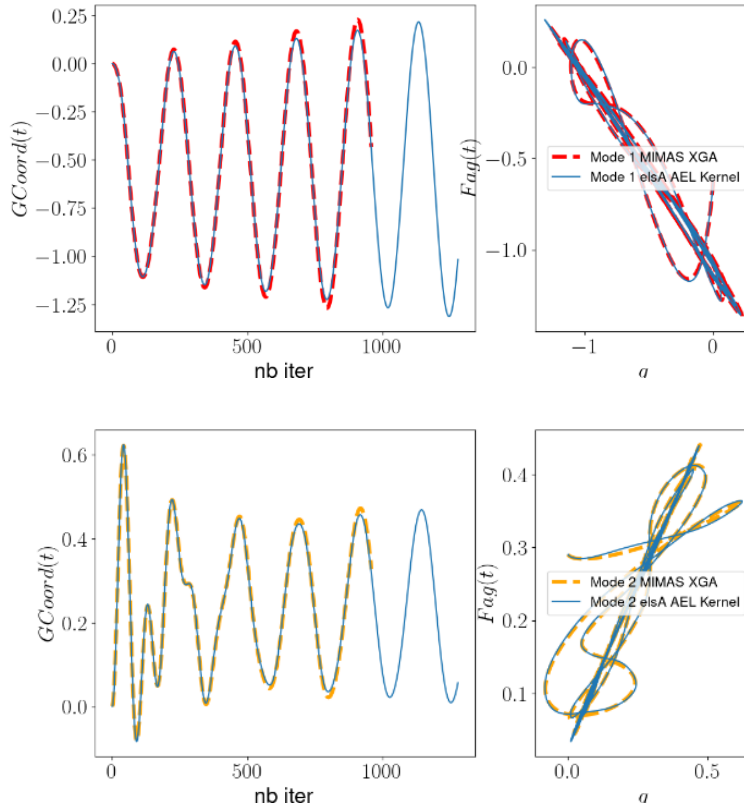 0.25
0.00
−0.25
−0.50
−0.75
−1.00
−1.25
GCoord(t)
0
500
1000
nb iter
0.0
−0.5
−1.0
Fag(t)
Mode 1 MIMAS XGA
Mode 1 elsA AEL Kernel
−1
0
0.6
0.4
0.2
0.0
GCoord(t)
0
500
1000
nb iter
0.4
0.3
0.2
0.1
Fag(t)
Mode 2 MIMAS XGA
Mode 2 elsA AEL Kernel
0.0
0.5